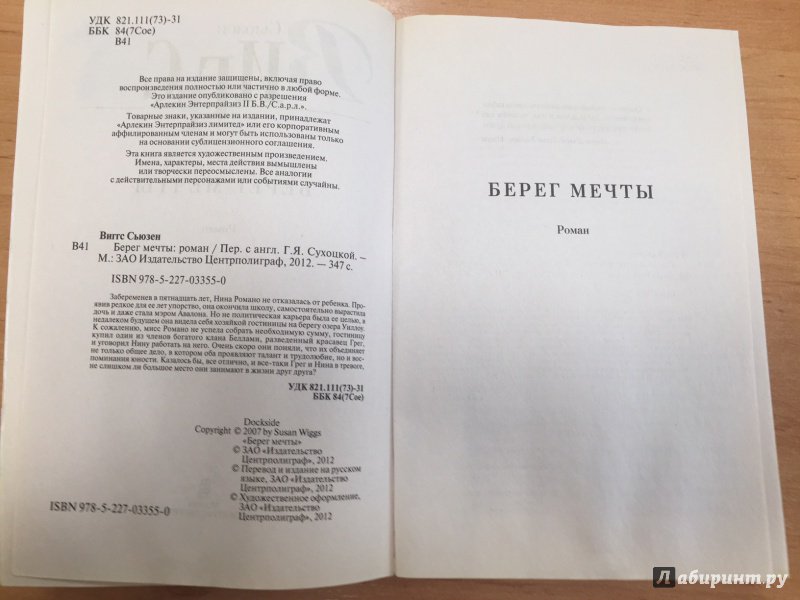 УДК 821.111(73)-31
ББК 84(7Сое)
В41
Все права на издание защищены, включая право
воспроизведения полностью или частично в любой форме.
Это издание опубликовано с разрешения
«Арлекин Энтерпрайзиз II Б.В./С.а.р.л.».
Товарные знаки, указанные на издании, принадлежат
«Арлекин Энтерпрайзиз лимитед» или его корпоративным
аффилированным членам и могут быть использованы только
на основании сублицензионного соглашения.
Эта книга является художественным произведением.
Имена, характеры, места действия вымышлены
или творчески переосмыслены. Все аналогии
с действительными персонажами или событиями случайны.
Виггс Сьюзен
В41 Берег мечты: роман / Пер. с англ. Г.Я. Сухоцкой. –
М.: ЗАО Издательство Центрполиграф, 2012. — 347 с.
ISBN 978-5-227-03355-0
Забеременев в пятнадцать лет, Нина Романо не отказалась от ребенка. Проявив
редкое для ее лет упорство, она окончила школу, самостоятельно вырастила
дочь и даже стала мэром Авалона. Но не политическая карьера была ее целью, в
недалеком будущем она видела себя хозяйкой гостиницы на берегу озера Уиллоу.
К сожалению, мисс Романо не успела собрать необходимую сумму, гостиницу
купил один из членов богатого клана Беллами, разведенный красавец Грег,
и уговорил Нину работать на него. Очень скоро они поняли, что их объединяет
не только общее дело, в котором оба проявляют талант и трудолюбие, но и воспоминания
юности. Казалось бы, все отлично, и все-таки Грег и Нина в тревоге,
не слишком ли большое место они занимают в жизни друг друга?
УДК 821.111(73)-31
ББК 84(7Сое)
Dockside
Copyright © 2007 by Susan Wiggs
«Берег мечты»
© ЗАО «Издательство
Центрполиграф», 2012
© Перевод и издание на русском
языке, ЗАО «Издательство
Центрполиграф», 2012
© Художественное оформление,
ЗАО «Издательство
Центрполиграф», 2012
ISBN 978-5-227-03355-0
БЕРЕГ МЕЧТЫ
Роман
Лабиринт.ру